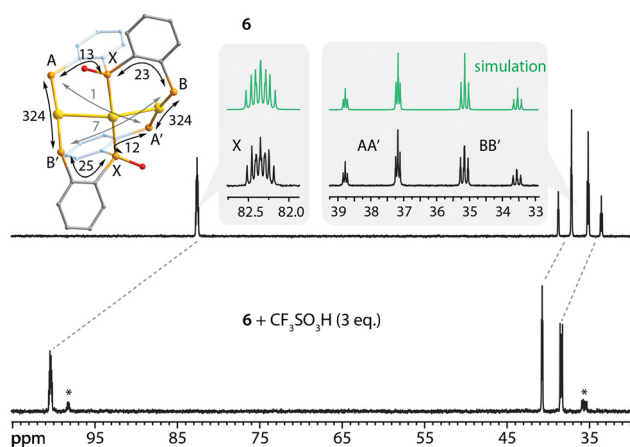 6
A
13
X
23
B
1
324
7
324
A'
B'
25
12
X
simulation
X
AA′
BB′
82.5
82.0
39
38
37
36
35
34
33
6 + CF3SO3H (3 eq.)
*
*
ppm
95
85
75
65
55
45
35